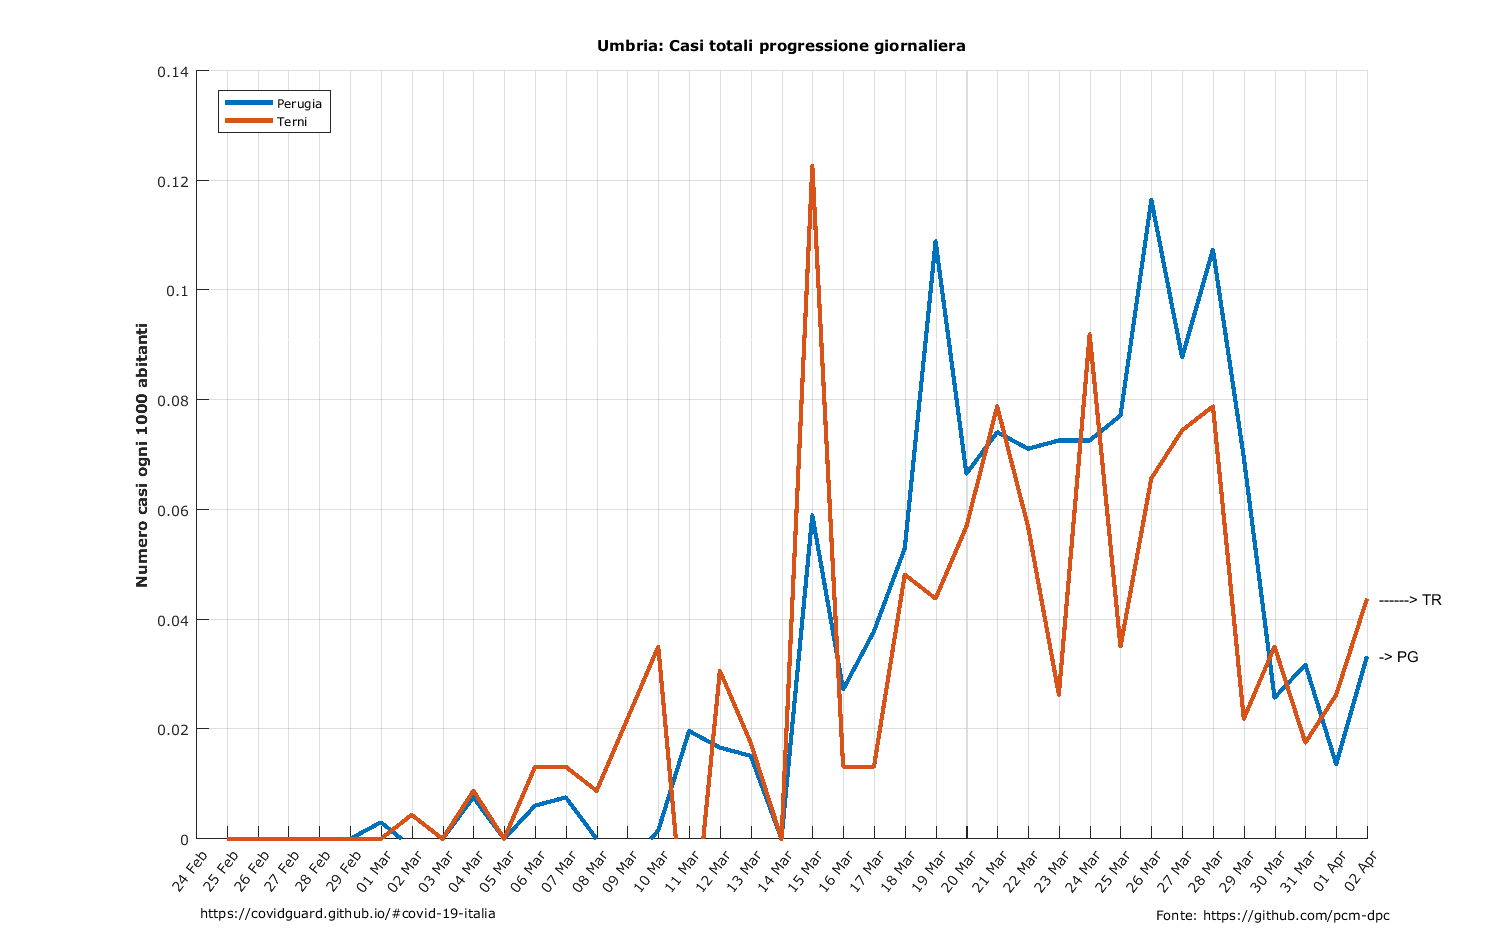 Umbria: Casi totali progressione giornaliera
0.14
0.12
0.1
0.08
0.06
0.04
0.02
0
Numero casi ogni 1000 abitanti
Perugia
Terni
------> TR
-> PG
24 Feb
25 Feb
26 Feb
27 Feb
28 Feb
29 Feb
01 Mar
02 Mar
03 Mar
04 Mar
05 Mar
06 Mar
07 Mar
08 Mar
09 Mar
10 Mar
11 Mar
12 Mar
13 Mar
14 Mar
15 Mar
16 Mar
17 Mar
18 Mar
19 Mar
20 Mar
21 Mar
22 Mar
23 Mar
24 Mar
25 Mar
26 Mar
27 Mar
28 Mar
29 Mar
30 Mar
31 Mar
01 Apr
02 Apr
https://covidguard.github.io/#covid-19-italia
Fonte: https://github.com/pcm-dpc